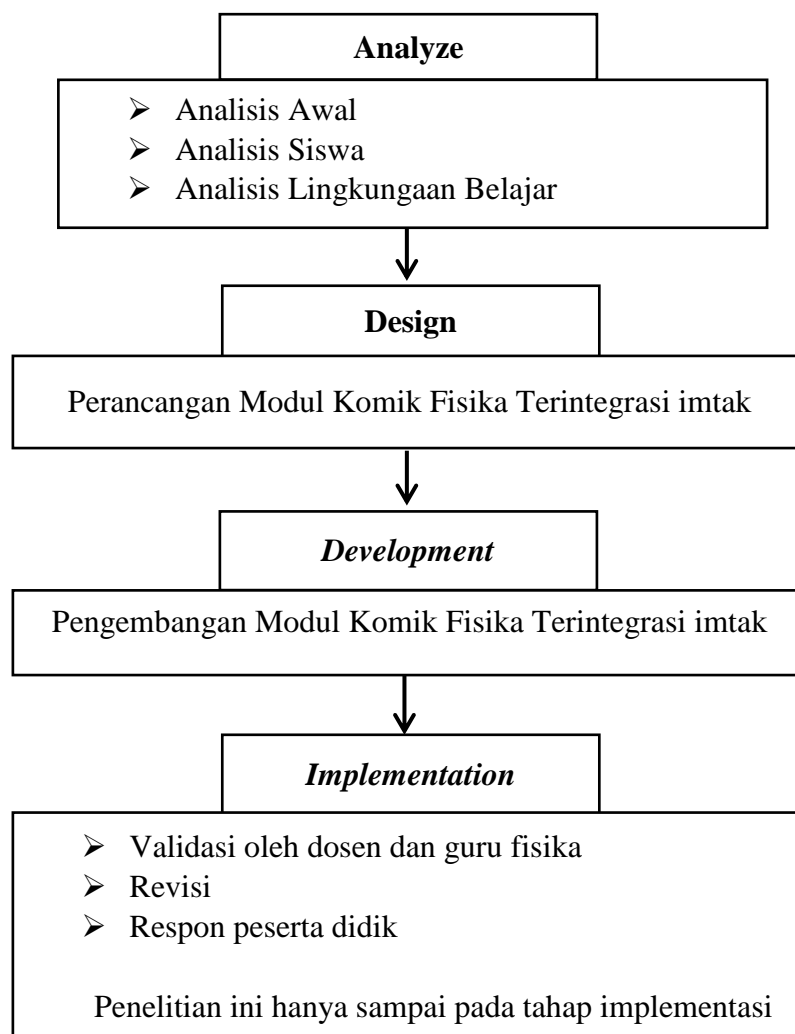 Analyze
➢ Analisis Awal
➢ Analisis Siswa
➢ Analisis Lingkungaan Belajar
Design
Perancangan Modul Komik Fisika Terintegrasi imtak
Development
Pengembangan Modul Komik Fisika Terintegrasi imtak
Implementation
➢ Validasi oleh dosen dan guru fisika
➢ Revisi
➢ Respon peserta didik
Penelitian ini hanya sampai pada tahap implementasi